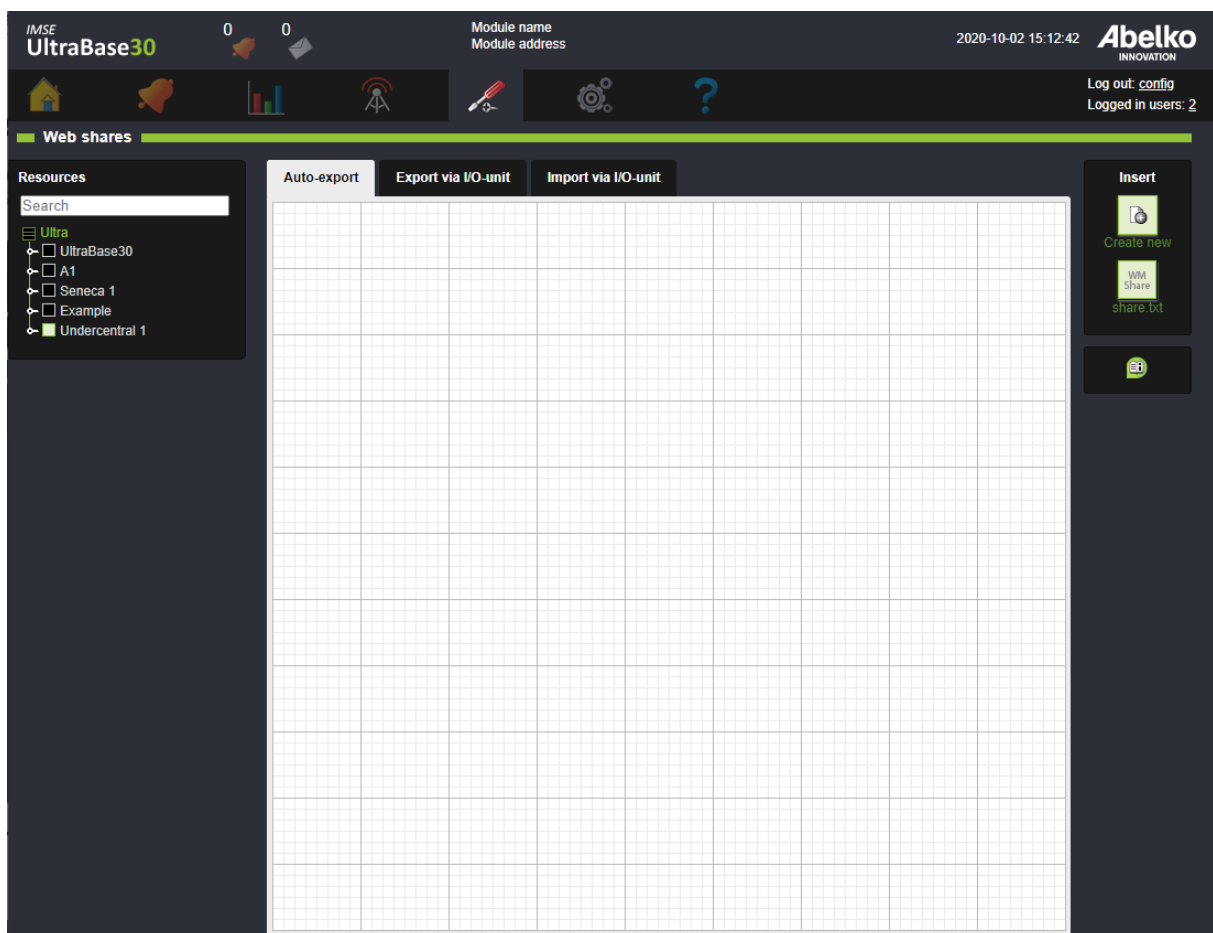 IMSE
UltraBase30
0
0
Module name
Module address
2020-10-02 15:12:42
Abelko
INNOVATION
?
Log out: config
Logged in users: 2
Web shares
Resources
Search
Ultra
UltraBase30
A1
Seneca 1
Example
Undercentral 1
Auto-export
Export via I/O-unit
Import via I/O-unit
Insert
Create new
WM
Share
share.txt